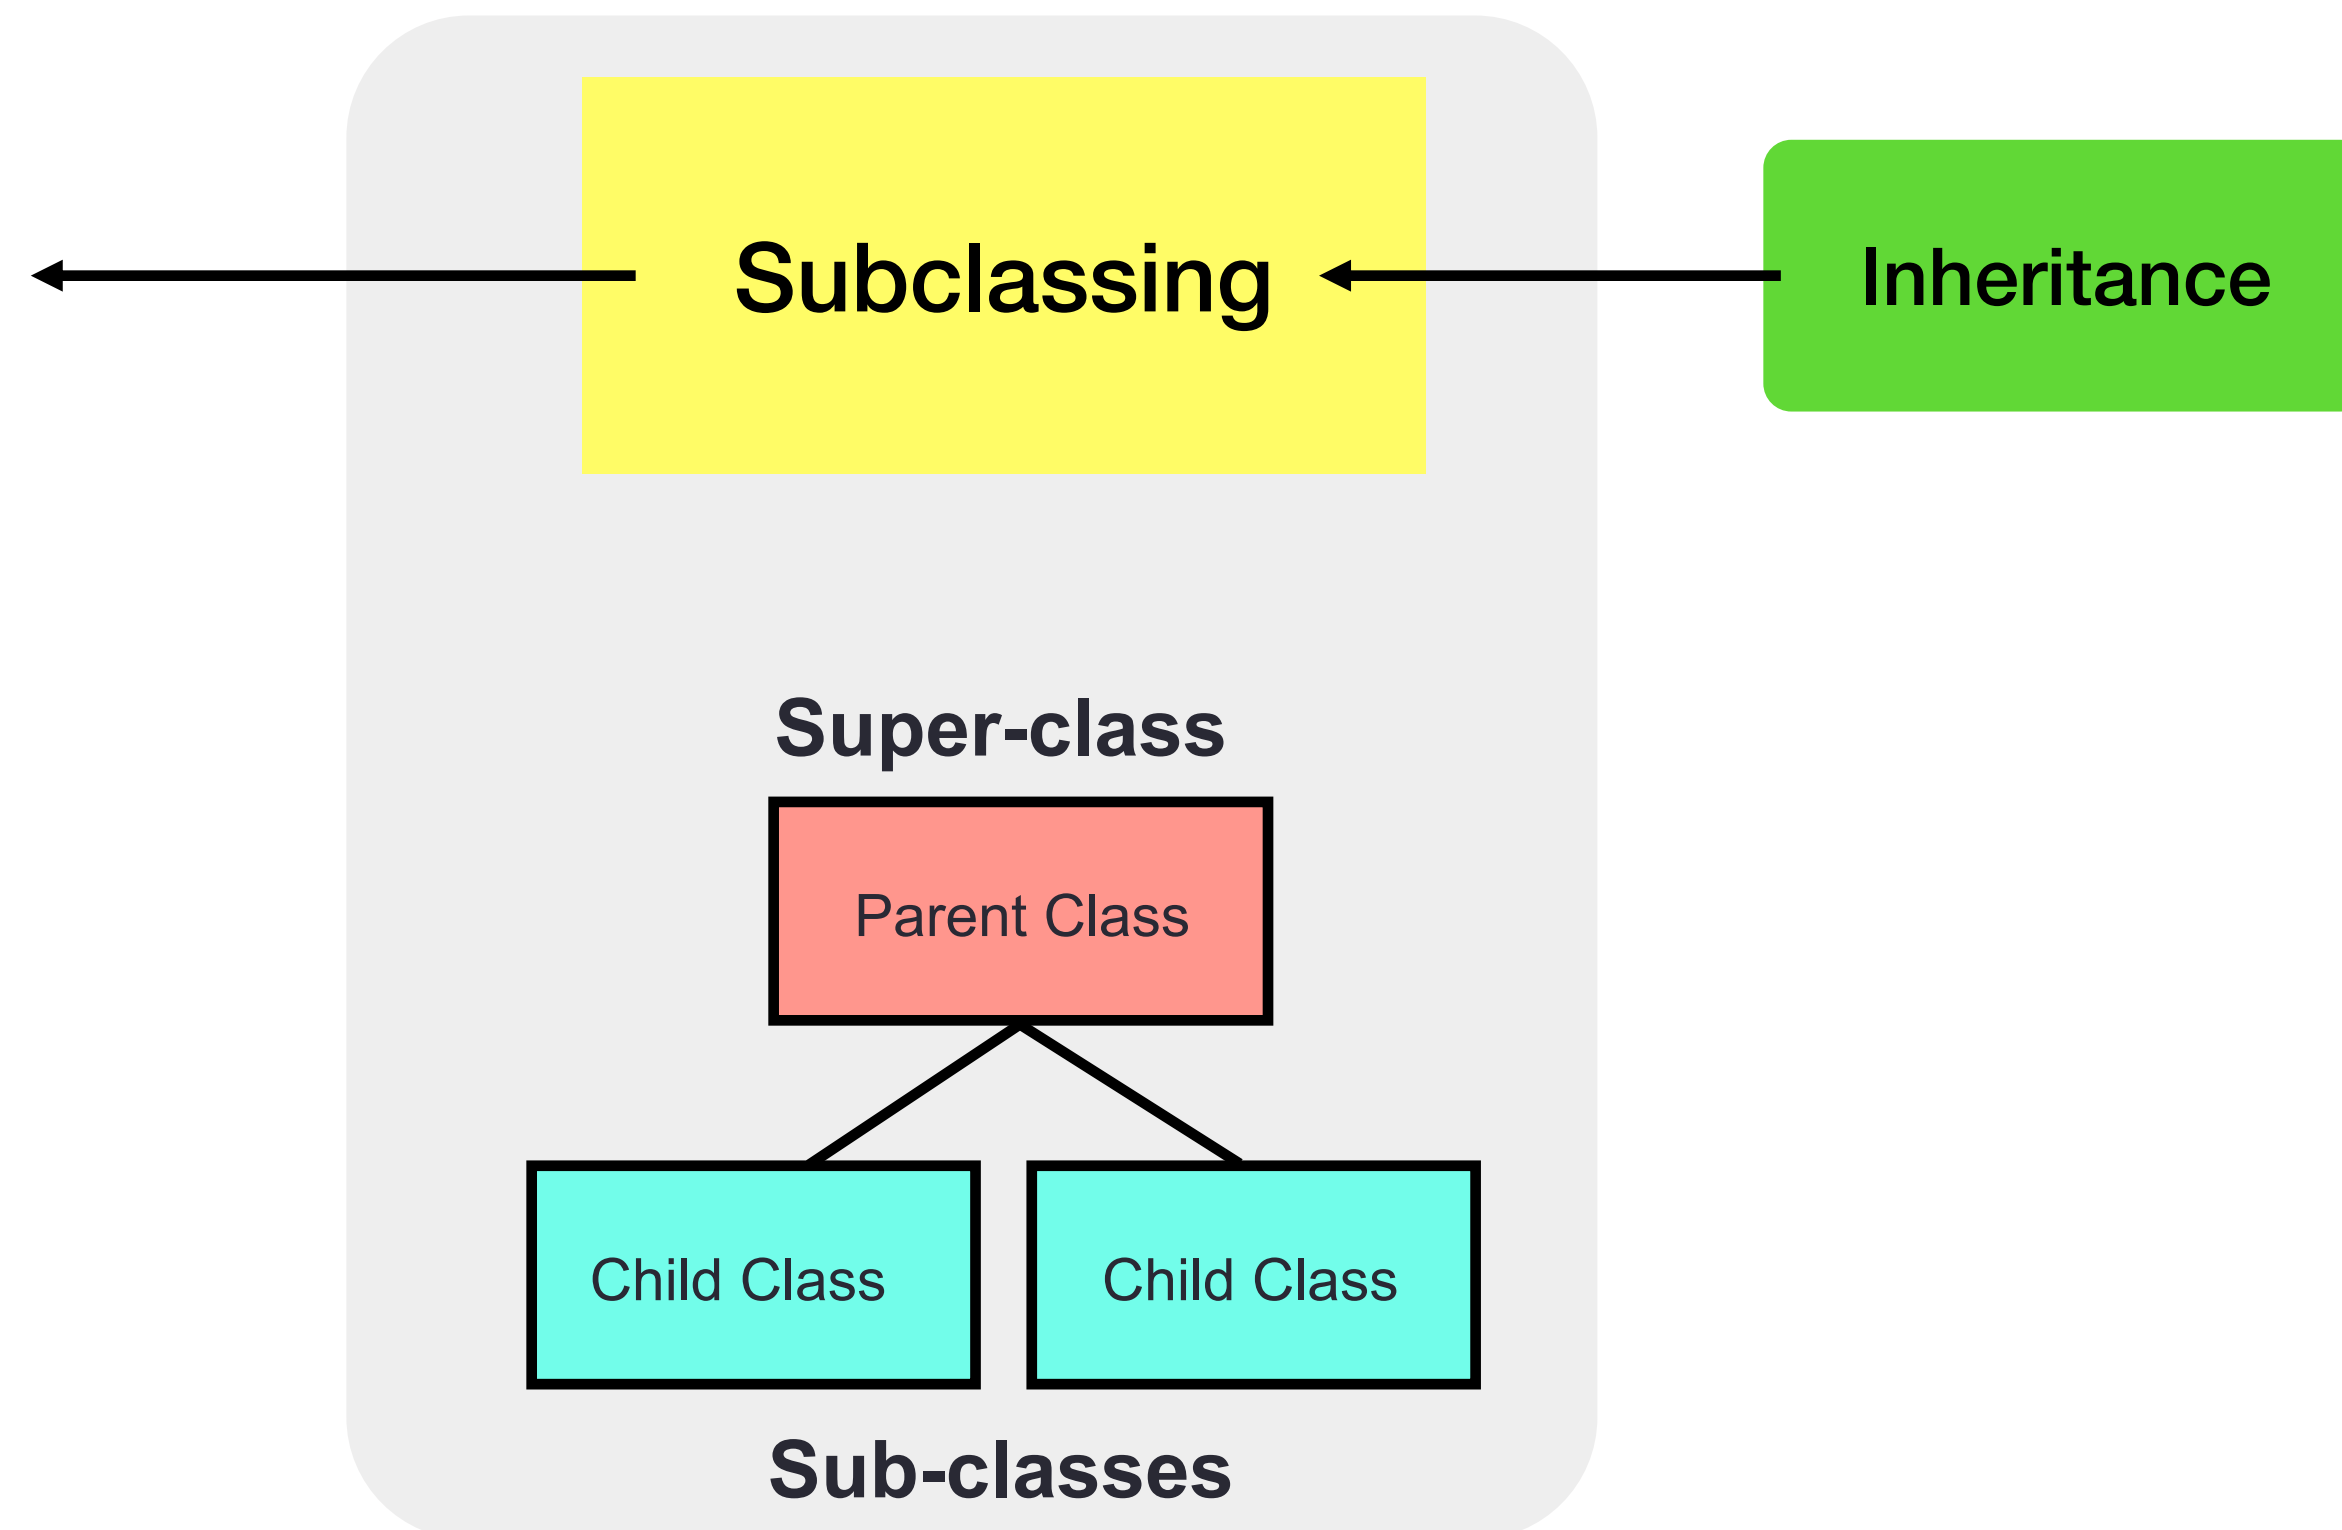 Subclassing
Inheritance
Super-class
Parent Class
Child Class
Child Class
Sub-classes